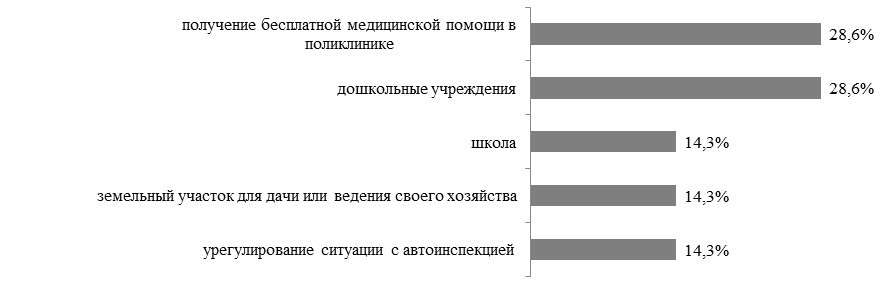 получение бесплатной медицинской помощи в
поликлинике
28,6%
дошкольные учреждения
28,6%
школа
14,3%
земельный участок для дачи или ведения своего хозяйства
14,3%
урегулирование ситуации с автоинспекцией
14,3%